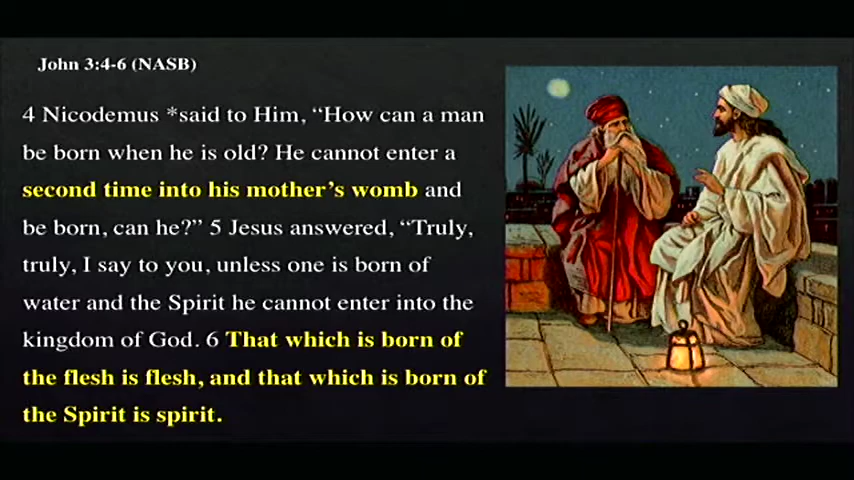 John 3:4-6 (NASB)
4 Nicodemus *said to Him, “How can a man
be born when he is old? He cannot enter a
second time into his mother’s womb and
be born, can he?” 5 Jesus answered, “Truly,
truly, I say to you, unless one is born of
water and the Spirit he cannot enter into the
kingdom of God. 6 That which is born of
the flesh is flesh, and that which is born of
the Spirit is spirit.